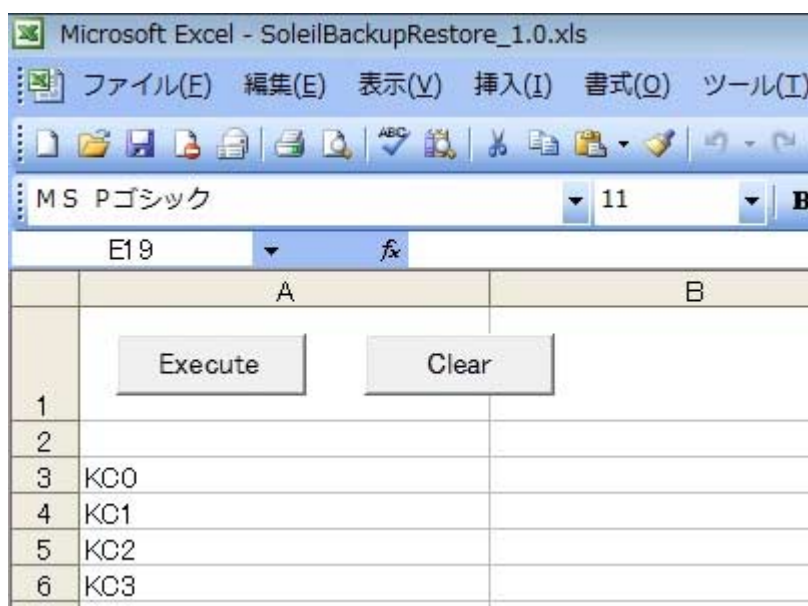 Microsoft Excel - SoleilBackupRestore_1.0.xls
ファイル(F) 編集(E) 表示(V) 挿入(I) 書式(O) ツール(T)
ABC
MS Pゴシック 11 B
E19 fx
A B
Execute Clear
1
2
3 KC0
4 KC1
5 KC2
6 KC3